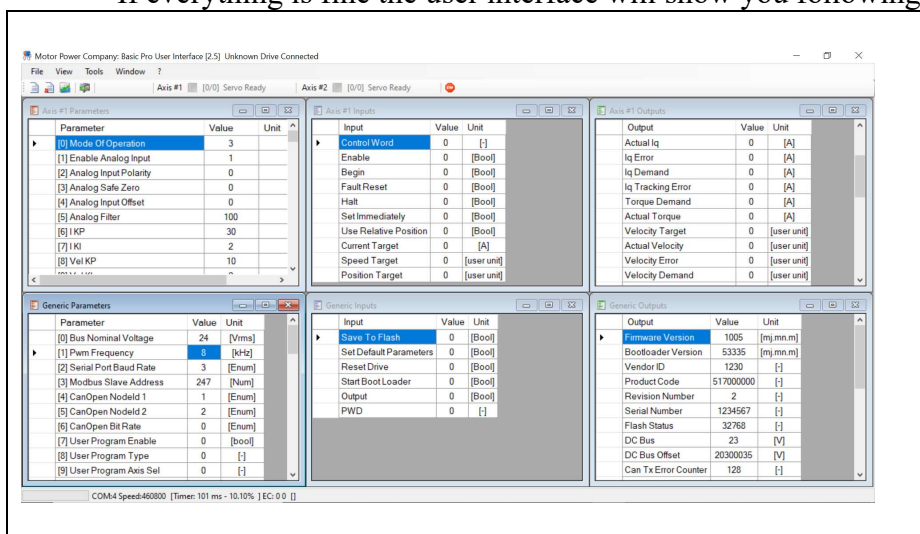 If everything is fine the user interface will show you following
Motor Power Company: Basic Pro User Interface [2.5] Unknown Drive Connected
File View Tools Window ?
Axis #1 [0/0] Servo Ready Axis #2 [0/0] Servo Ready
Axis #1 Parameters
Parameter Value Unit
[0] Mode Of Operation 3
[1] Enable Analog Input 1
[2] Analog Input Polarity 0
[3] Analog Safe Zero 0
[4] Analog Input Offset 0
[5] Analog Filter 100
[6] I KP 30
[7] I KI 2
[8] Vel KP 10
Axis #1 Inputs
Input Value Unit
Control Word 0 [-]
Enable 0 [Bool]
Begin 0 [Bool]
Fault Reset 0 [Bool]
Halt 0 [Bool]
Set Immediately 0 [Bool]
Use Relative Position 0 [Bool]
Current Target 0 [A]
Speed Target 0 [user unit]
Position Target 0 [user unit]
Axis #1 Outputs
Output Value Unit
Actual Iq 0 [A]
Iq Error 0 [A]
Iq Demand 0 [A]
Iq Tracking Error 0 [A]
Torque Demand 0 [A]
Actual Torque 0 [A]
Velocity Target 0 [user unit]
Actual Velocity 0 [user unit]
Velocity Error 0 [user unit]
Velocity Demand 0 [user unit]
Generic Parameters
Parameter Value Unit
[0] Bus Nominal Voltage 24 [Vrms]
[1] Pwm Frequency 8 [kHz]
[2] Serial Port Baud Rate 3 [Enum]
[3] Modbus Slave Address 247 [Num]
[4] CanOpen NodeId 1 1 [Enum]
[5] CanOpen NodeId 2 2 [Enum]
[6] CanOpen Bit Rate 0 [Enum]
[7] User Program Enable 0 [bool]
[8] User Program Type 0 [-]
[9] User Program Axis Sel 0 [-]
Generic Inputs
Input Value Unit
Save To Flash 0 [Bool]
Set Default Parameters 0 [Bool]
Reset Drive 0 [Bool]
Start Boot Loader 0 [Bool]
Output 0 [Bool]
PWD 0 [-]
Generic Outputs
Output Value Unit
Firmware Version 1005 [mj.mn.m]
Bootloader Version 53335 [mj.mn.m]
Vendor ID 1230 [-]
Product Code 517000000 [-]
Revision Number 2 [-]
Serial Number 1234567 [-]
Flash Status 32768 [-]
DC Bus 23 [V]
DC Bus Offset 20300035 [V]
Can Tx Error Counter 128 [-]
COM:4 Speed:460800 [Timer: 101 ms - 10.10% ] EC: 0 0 []